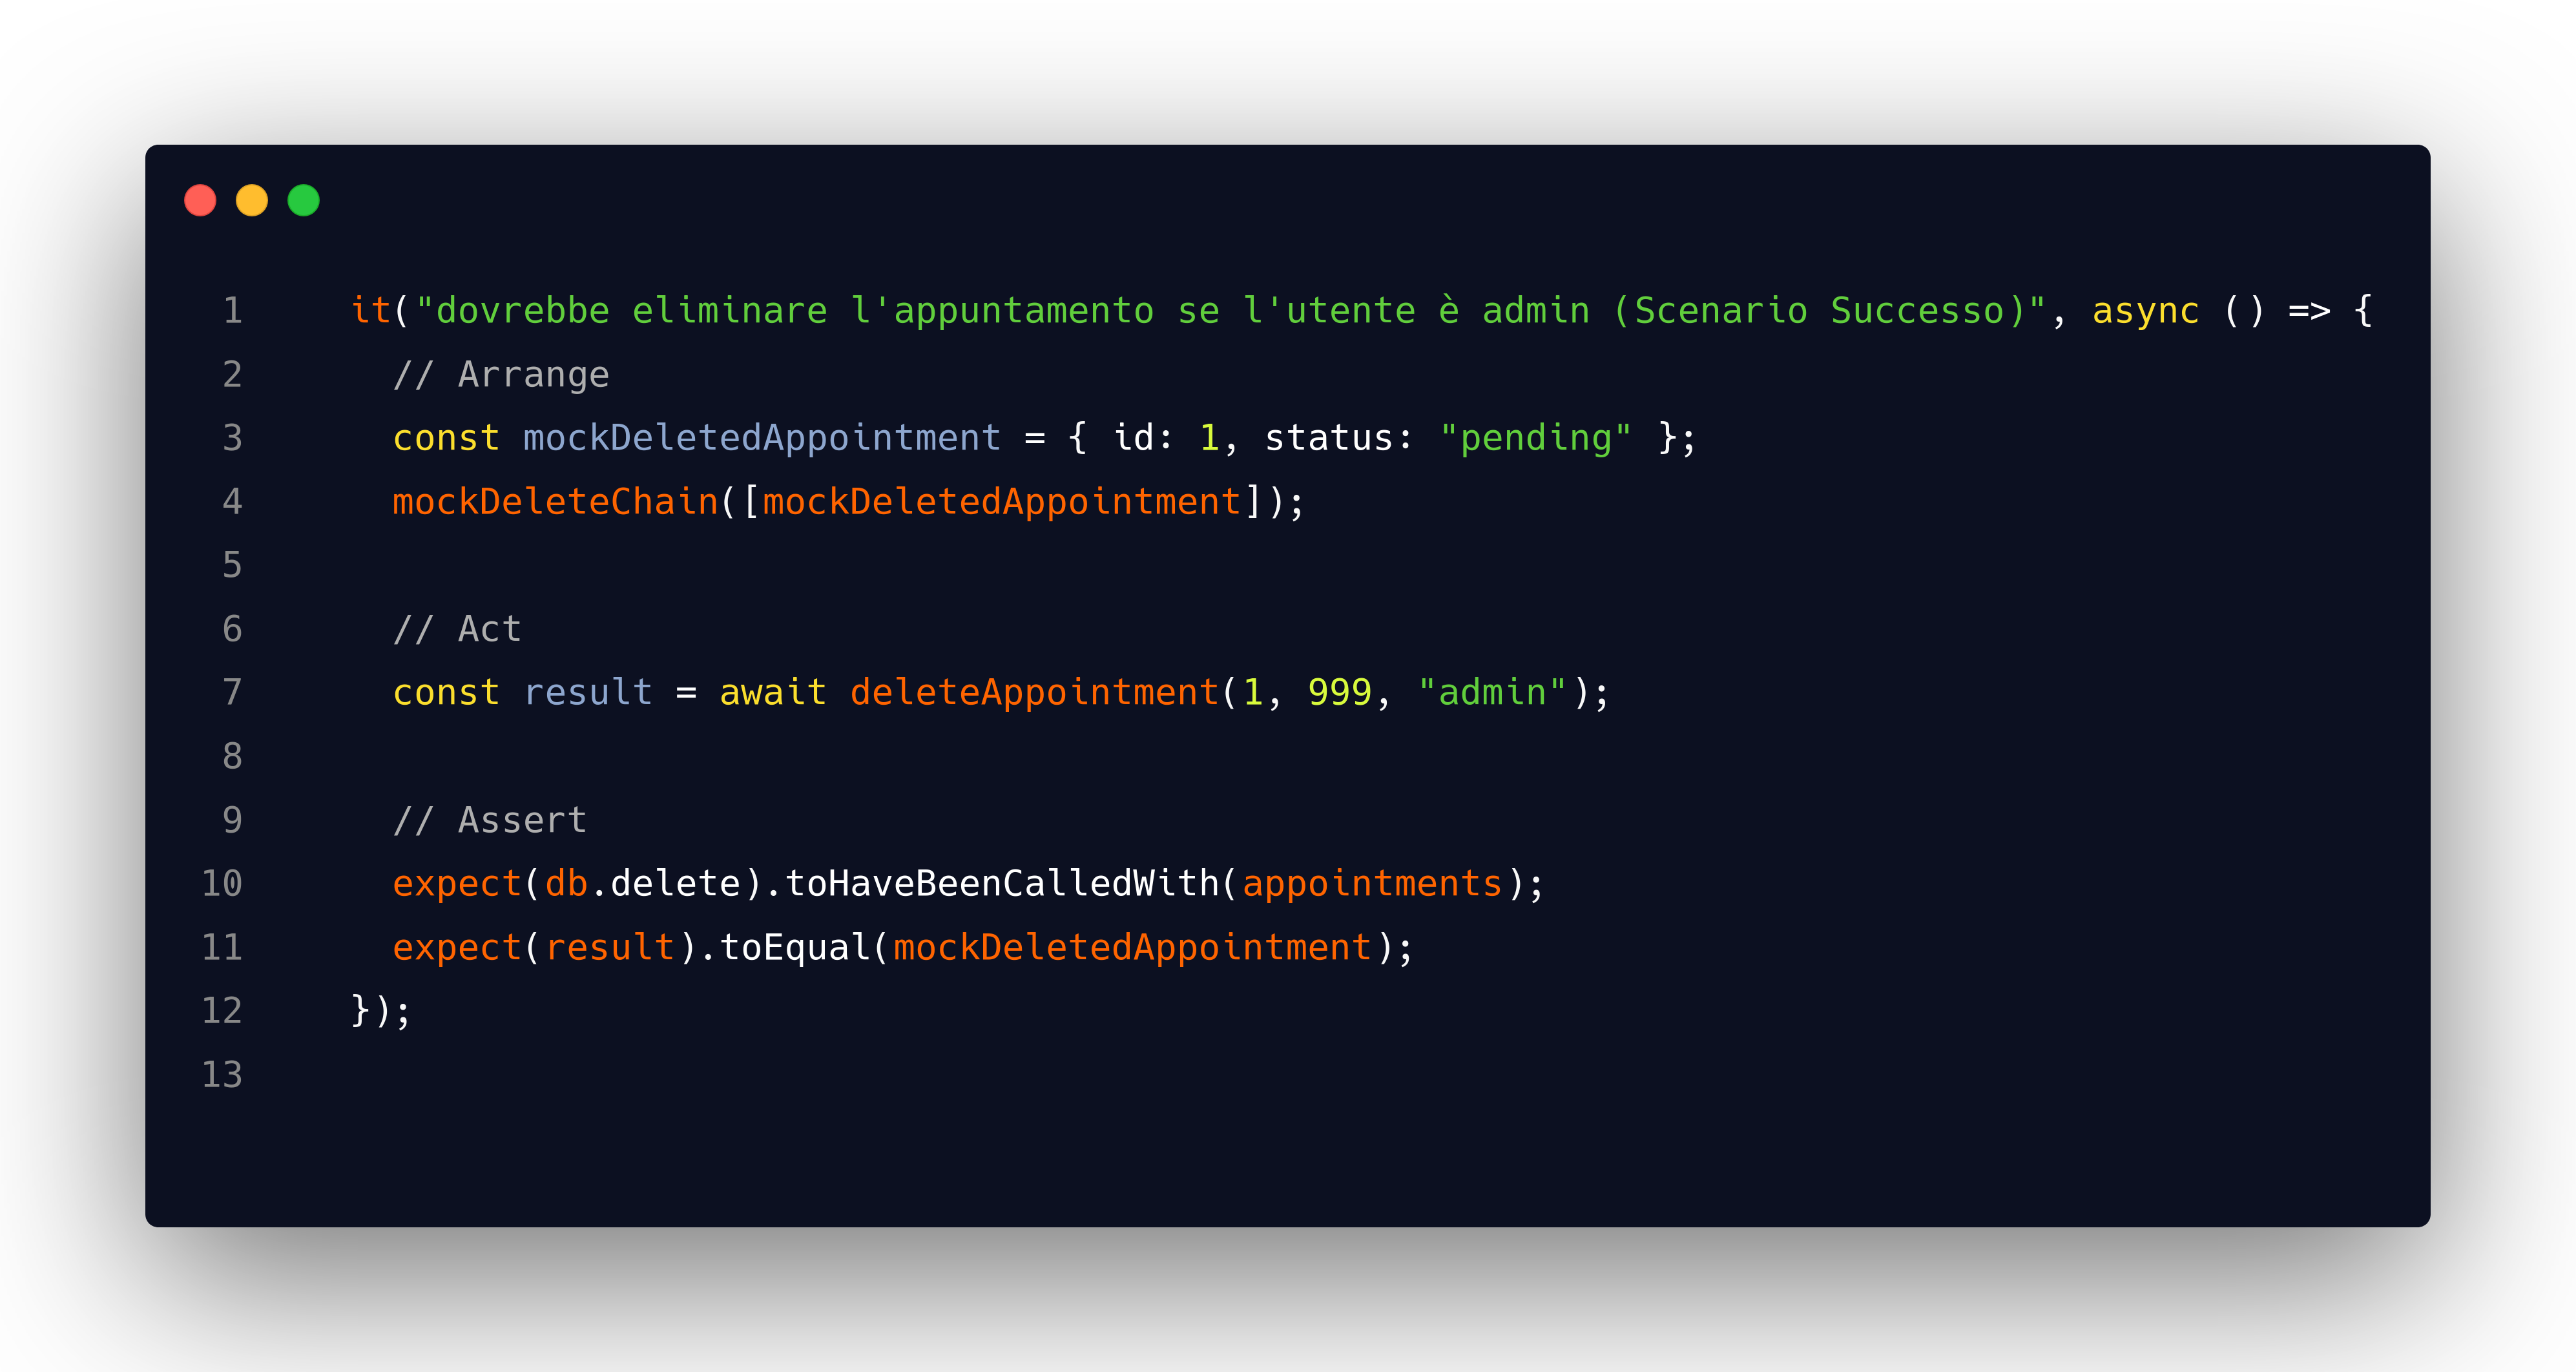 1 it("dovrebbe eliminare l'appuntamento se l'utente è admin (Scenario Successo)", async () => {
2 // Arrange
3 const mockDeletedAppointment = { id: 1, status: "pending" };
4 mockDeleteChain([mockDeletedAppointment]);
5
6 // Act
7 const result = await deleteAppointment(1, 999, "admin");
8
9 // Assert
10 expect(db.delete).toHaveBeenCalledWith(appointments);
11 expect(result).toEqual(mockDeletedAppointment);
12 });
13